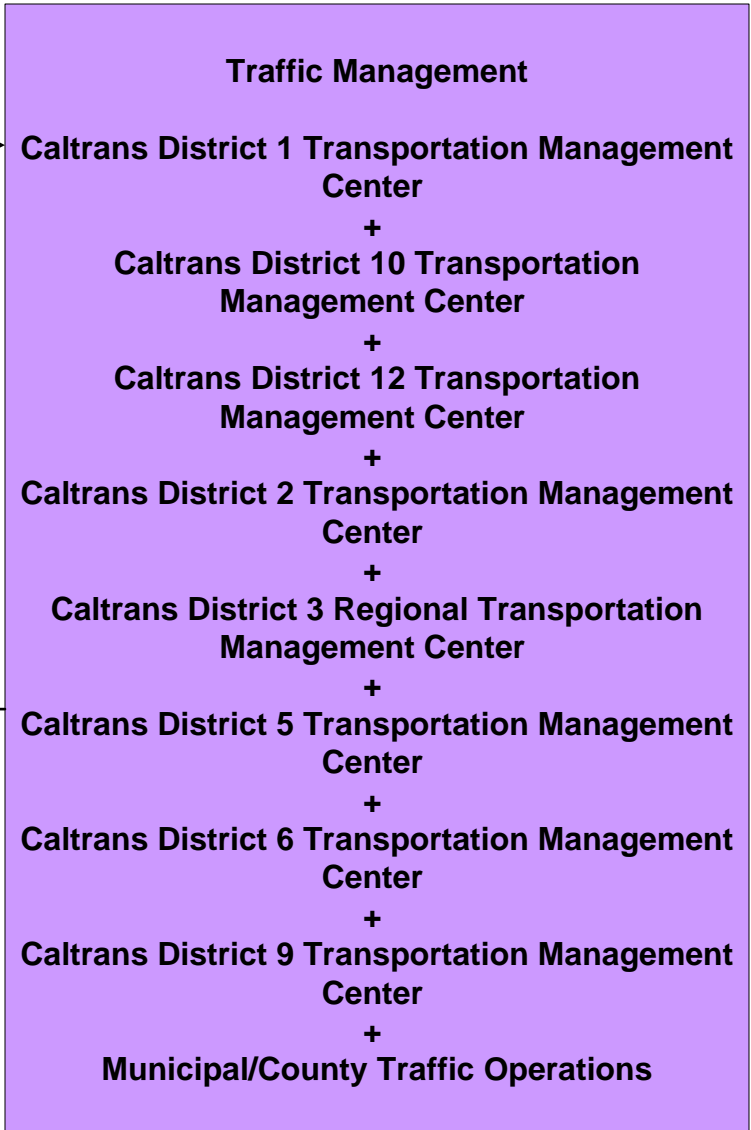 Traffic Management
Caltrans District 1 Transportation Management
Center
+
Caltrans District 10 Transportation
Management Center
+
Caltrans District 12 Transportation
Management Center
+
Caltrans District 2 Transportation Management
Center
+
Caltrans District 3 Regional Transportation
Management Center
+
Caltrans District 5 Transportation Management
Center
+
Caltrans District 6 Transportation Management
Center
+
Caltrans District 9 Transportation Management
Center
+
Municipal/County Traffic Operations